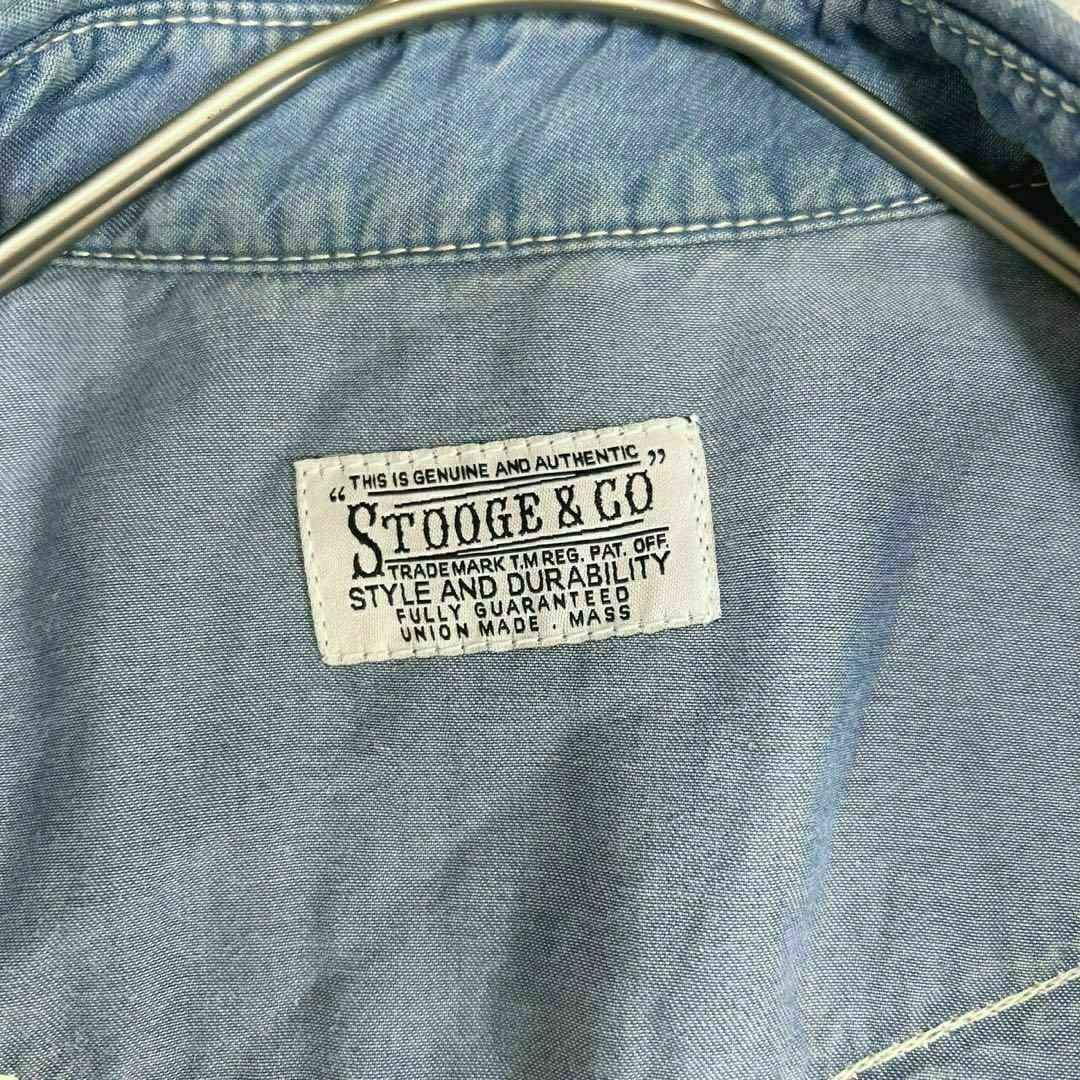 THIS IS GENUINE AND AUTHENTIC
"STOOGE & CO"
TRADEMARK T.M REG. PAT. OFF.
STYLE AND DURABILITY
FULLY GUARANTEED
UNION MADE . MASS